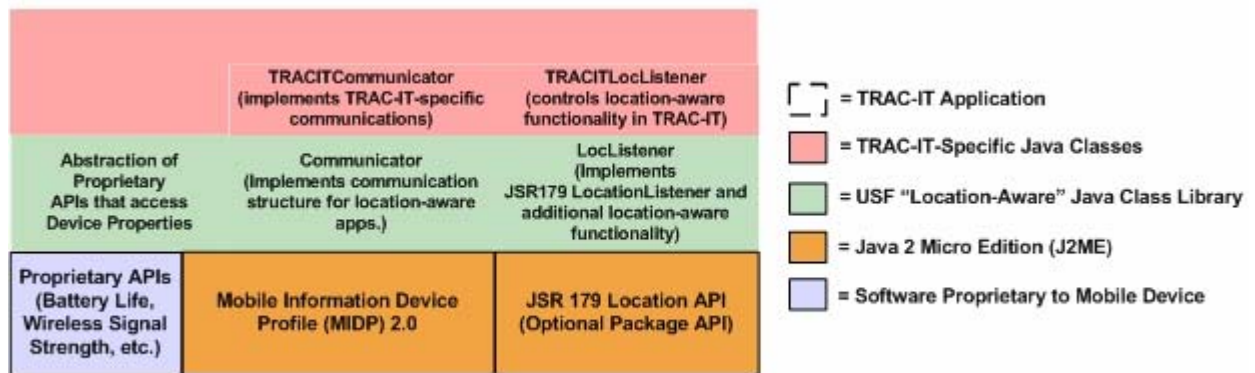 TRACITCommunicator
(implements TRAC-IT-specific
communications)
TRACITLocListener
(controls location-aware
functionality in TRAC-IT)
Abstraction of
Proprietary
APIs that access
Device Properties
Communicator
(Implements communication
structure for location-aware
apps.)
LocListener
(Implements
JSR179 LocationListener and
additional location-aware
functionality)
Proprietary APIs
(Battery Life,
Wireless Signal
Strength, etc.)
Mobile Information Device
Profile (MIDP) 2.0
JSR 179 Location API
(Optional Package API)
= TRAC-IT Application
= TRAC-IT-Specific Java Classes
= USF “Location-Aware” Java Class Library
= Java 2 Micro Edition (J2ME)
= Software Proprietary to Mobile Device